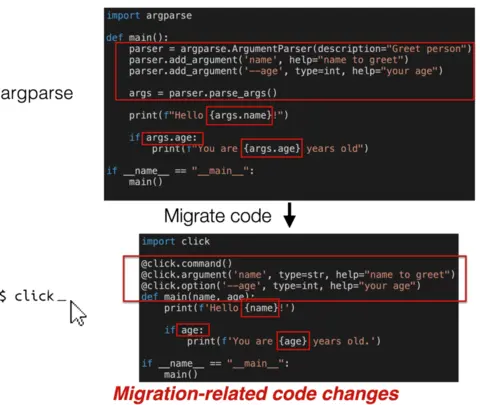 import argparse
def main():
parser = argparse.ArgumentParser(description="Greet person")
parser.add_argument('name', help="name to greet")
parser.add_argument('--age', type=int, help="your age")
args = parser.parse_args()
print(f"Hello {args.name}!")
if args.age:
print(f"You are {args.age} years old")
if __name__ == "__main__":
main()
argparse
Migrate code
import click
@click.command()
@click.argument('name', type=str, help="name to greet")
@click.option('--age', type=int, help="your age")
def main(name, age):
print(f'Hello {name}!')
if age:
print(f'You are {age} years old.')
if __name__ == "__main__":
main()
$ click_
Migration-related code changes